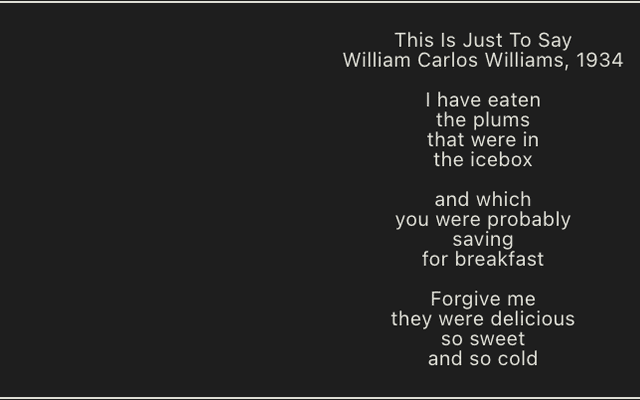 This Is Just To Say
William Carlos Williams, 1934

I have eaten
the plums
that were in
the icebox

and which
you were probably
saving
for breakfast

Forgive me
they were delicious
so sweet
and so cold